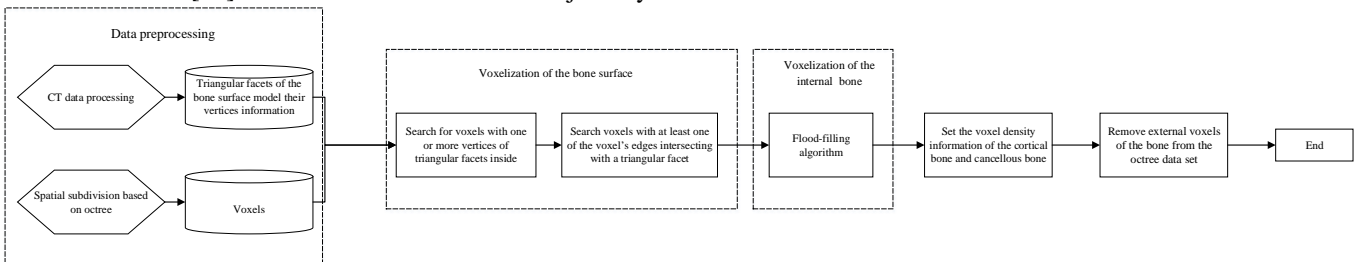 Data preprocessing
CT data processing
Triangular facets of the
bone surface model their
vertices information
Spatial subdivision based
on octree
Voxels
Voxelization of the bone surface
Search for voxels with one
or more vertices of
triangular facets inside
Search voxels with at least one
of the voxel's edges intersecting
with a triangular facet
Voxelization of the
internal bone
Flood-filling
algorithm
Set the voxel density
information of the cortical
bone and cancellous bone
Remove external voxels
of the bone from the
octree data set
End